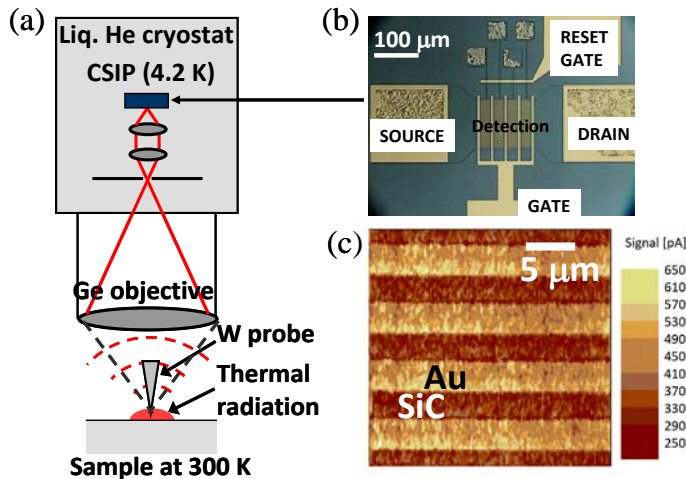 (a)
Liq. He cryostat
CSIP (4.2 K)
Ge objective
W probe
Thermal
radiation
Sample at 300 K
(b)
100 μm
RESET
GATE
SOURCE
Detection
DRAIN
GATE
(c)
5 μm
Au
SiC
Signal [pA]
650
610
570
530
490
450
410
370
330
290
250